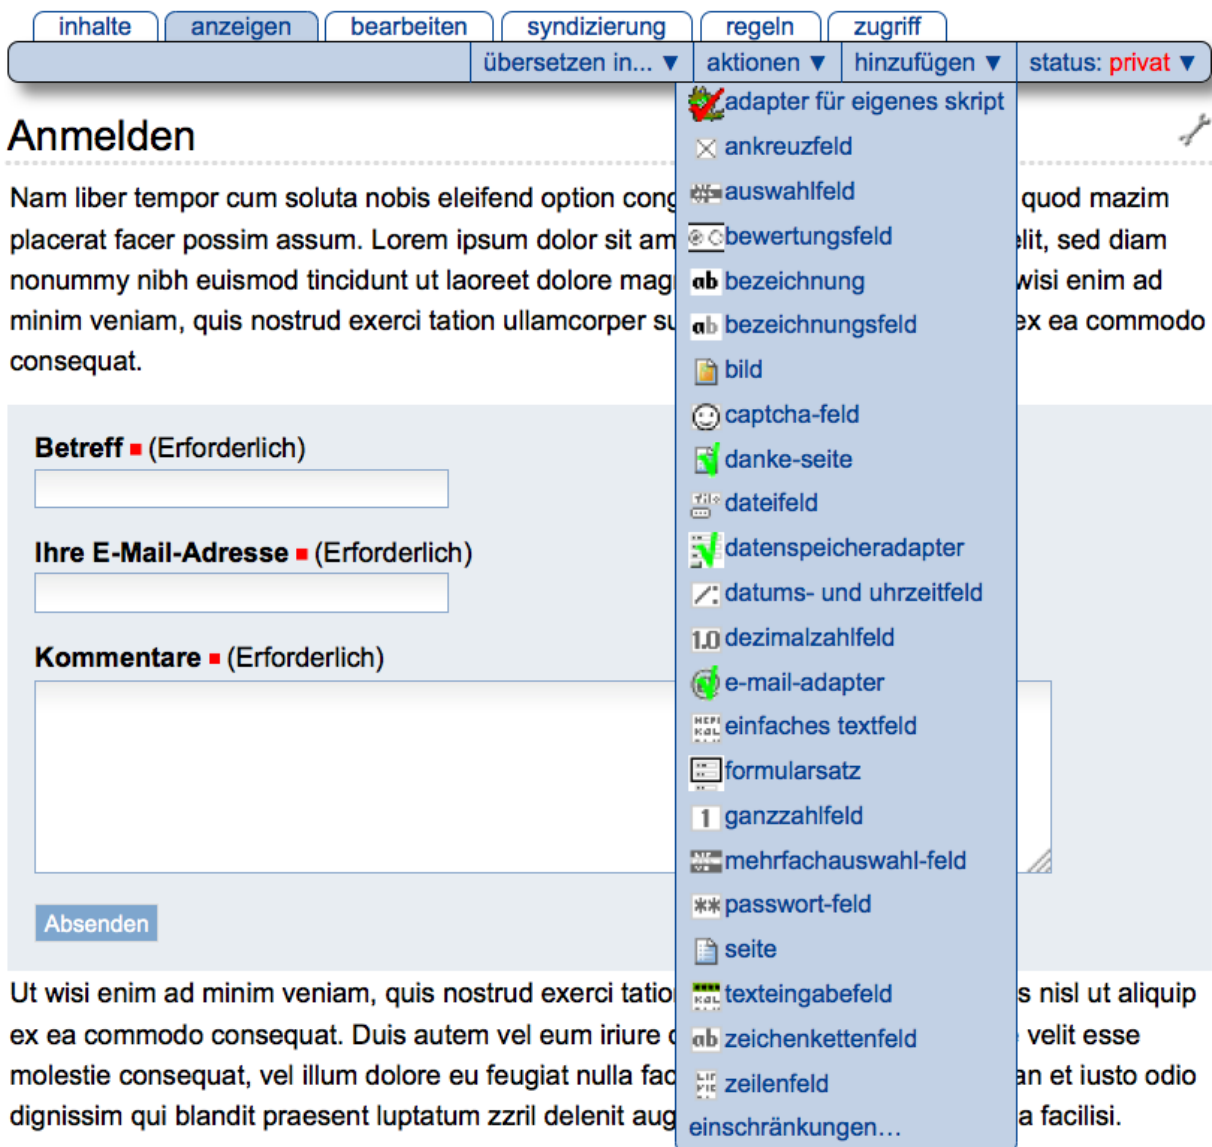 inhalte anzeigen bearbeiten syndizierung regeln zugriff
übersetzen in... ▼ aktionen ▼ hinzufügen ▼ status: privat ▼
Anmelden
Nam liber tempor cum soluta nobis eleifend option cong quod mazim
placerat facer possim assum. Lorem ipsum dolor sit am elit, sed diam
nonummy nibh euismod tincidunt ut laoreet dolore mag wisi enim ad
minim veniam, quis nostrud exerci tation ullamcorper su ex ea commodo
consequat.
Betreff (Erforderlich)
Ihre E-Mail-Adresse (Erforderlich)
Kommentare (Erforderlich)
Absenden
Ut wisi enim ad minim veniam, quis nostrud exerci tatio s nisl ut aliquip
ex ea commodo consequat. Duis autem vel eum iriure velit esse
molestie consequat, vel illum dolore eu feugiat nulla fac an et iusto odio
dignissim qui blandit praesent luptatum zzril delenit aug a facilisi.
adapter für eigenes skript
ankreuzfeld
auswahlfeld
bewertungsfeld
ab bezeichnung
ab bezeichnungsfeld
bild
captcha-feld
danke-seite
dateifeld
datenspeicheradapter
datums- und uhrzeitfeld
1.0 dezimalzahlfeld
e-mail-adapter
einfaches textfeld
formularsatz
1 ganzzahlfeld
mehrfachauswahl-feld
** passwort-feld
seite
texteingabefeld
ab zeichenkettenfeld
zeilenfeld
einschränkungen...